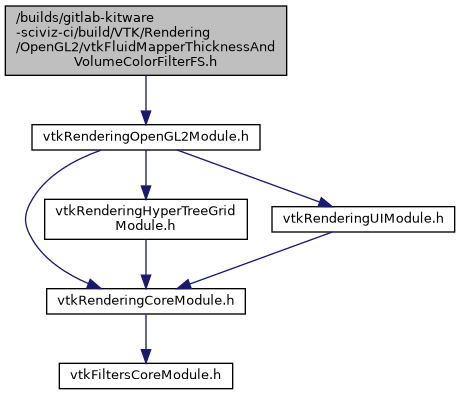 /builds/gitlab-kitware
-sciviz-ci/build/VTK/Rendering
/OpenGL2/vtkFluidMapperThicknessAnd
VolumeColorFilterFS.h
vtkRenderingOpenGL2Module.h
vtkRenderingHyperTreeGrid
Module.h
vtkRenderingUIModule.h
vtkRenderingCoreModule.h
vtkFiltersCoreModule.h